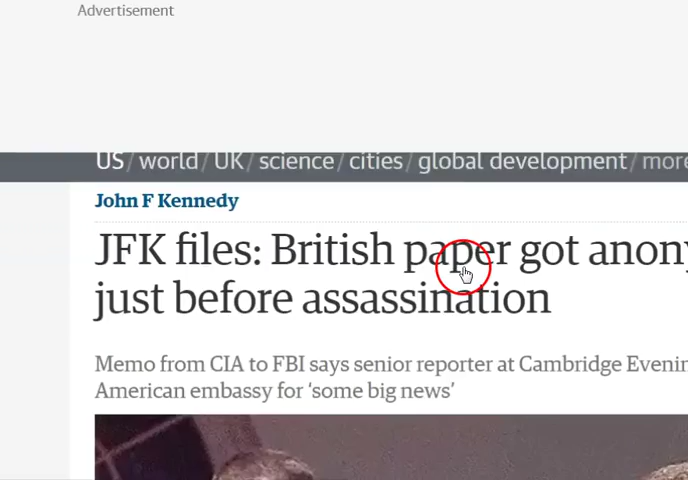 Advertisement
US / world / UK / science / cities / global development / more
John F Kennedy
JFK files: British paper got anony
just before assassination
Memo from CIA to FBI says senior reporter at Cambridge Evenin
American embassy for ‘some big news’